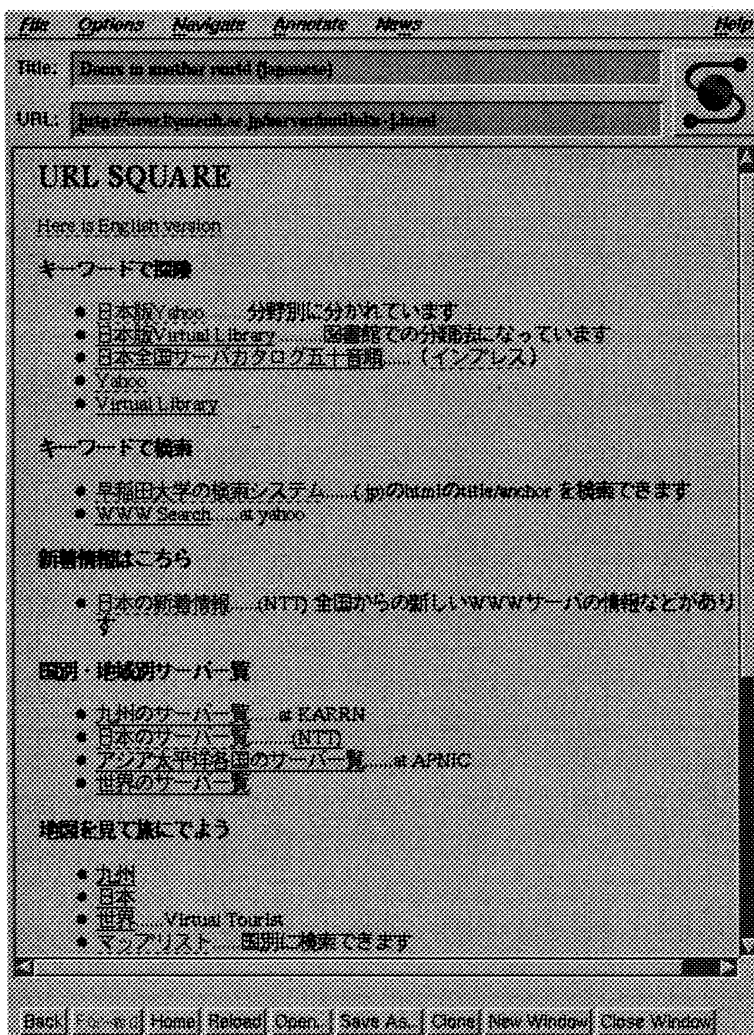 File Options Navigate Annotate News Help
Title: Doors to another world (Japanese)
URL:
URL SQUARE
Here is English version
キーワードで探険
日本版Yahoo......分野別に分かれています
日本版Virtual Library........図書館での分類法になっています
日本全国サーバカタログ五十音順.....（インアレス）
Yahoo
Virtual Library
キーワードで検索
早稲田大学の検索システム......(.jp)のhtmlのtitle/anchor を検索できます
WWW Search.....at yahoo
新着情報はこちら
日本の新着情報.....(NTT) 全国からの新しいWWWサーバの情報などがあり
す
国別・地域別サーバー一覧
九州のサーバー一覧.....at KARRN
日本のサーバー一覧........(NTT)
アジア太平洋各国のサーバー一覧......at APNIC
世界のサーバー一覧
地図を見て旅にでよう
九州
日本
世界.....Virtual Tourist
マップリスト.....国別に検索できます
Back Forward Home Reload Open... Save As... Clone New Window Close Window